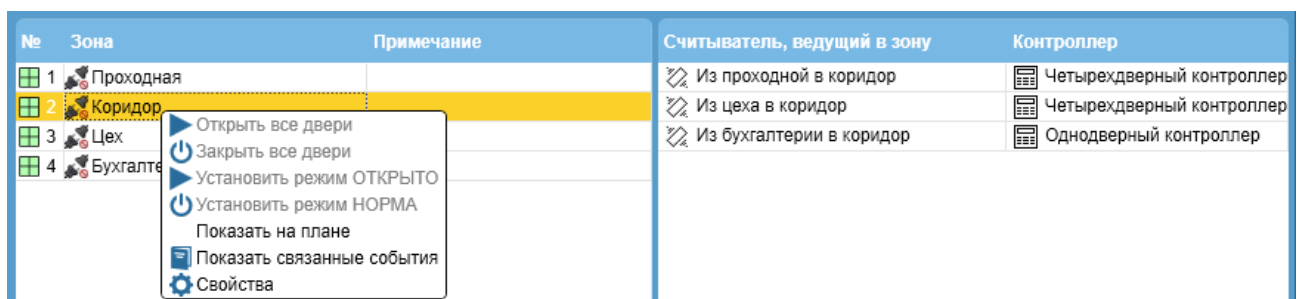 № Зона Примечание Считыватель, ведущий в зону Контроллер
1 Проходная Из проходной в коридор Четырехдверный контроллер
2 Коридор Из цеха в коридор Четырехдверный контроллер
3 Цех Из бухгалтерии в коридор Однодверный контроллер
4 Бухгалте
Открыть все двери
Закрыть все двери
Установить режим ОТКРЫТО
Установить режим НОРМА
Показать на плане
Показать связанные события
Свойства